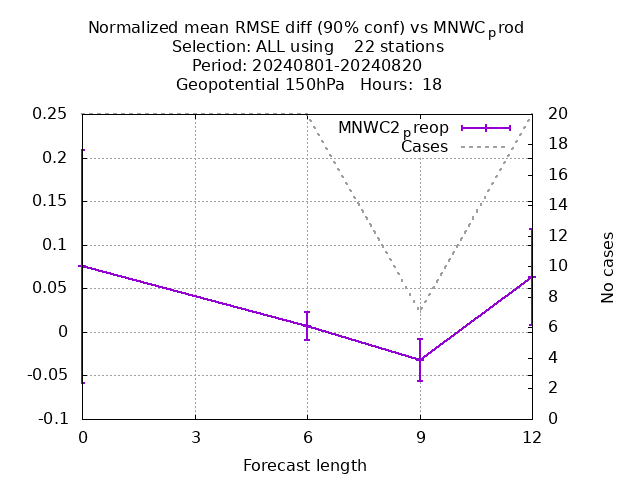 Normalized mean RMSE diff (90% conf) vs MNWCprod
Selection: ALL using 22 stations
Period: 20240801-20240820
Geopotential 150hPa Hours: 18
MNWC2preop
Cases
0.25
0.2
0.15
0.1
0.05
0
-0.05
-0.1
20
18
16
14
12
10
8
6
4
2
0
No cases
0 3 6 9 12
Forecast length